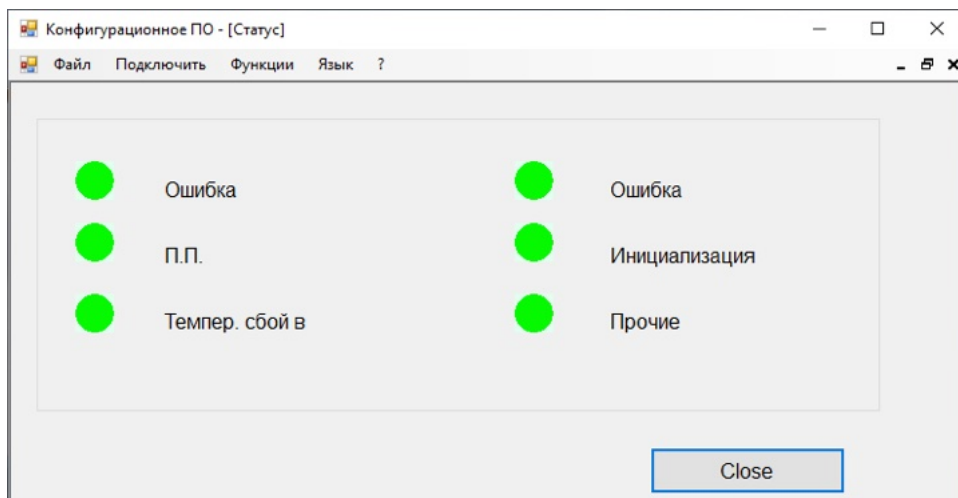 Конфигурационное ПО - [Статус]
Файл Подключить Функции Язык ?
Ошибка Ошибка
П.П. Инициализация
Темпер. сбой в Прочие
Close